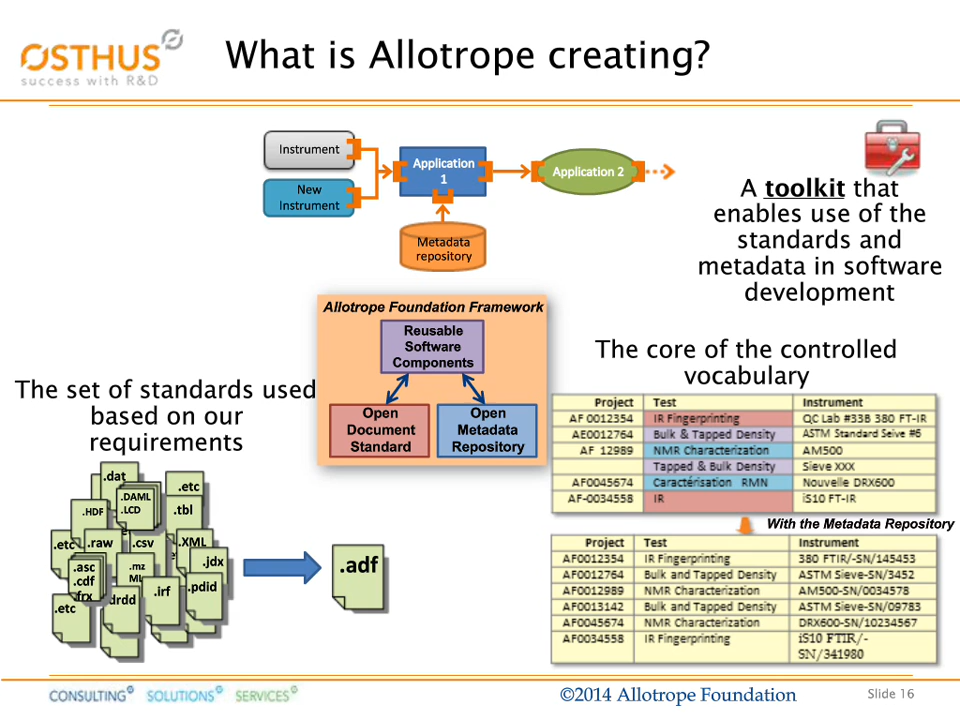 OSTHUS
success with R&D
What is Allotrope creating?
Instrument
New
Instrument
Application
1
Application 2
Metadata
repository
A toolkit that
enables use of the
standards and
metadata in software
development
Allotrope Foundation Framework
Reusable
Software
Components
Open
Document
Standard
Open
Metadata
Repository
The set of standards used
based on our
requirements
.dat
.etc
.DAML
.LCD
.HDF
.tbl
.etc
.raw
.csv
.XML
.asc
.cdf
frx
.mz
ML
.jdx
.etc
drdd
.irf
.pdid
.adf
The core of the controlled
vocabulary
Project Test Instrument
AF 0012354 IR Fingerprinting QC Lab #33B 380 FT-IR
AE0012764 Bulk & Tapped Density ASTM Standard Seive #6
AF 12989 NMR Characterization AM500
Tapped & Bulk Density Sieve XXX
AF0045674 Caractérisation RMN Nouvelle DRX600
AF-0034558 IR iS10 FT-IR
With the Metadata Repository
Project Test Instrument
AF0012354 IR Fingerprinting 380 FTIR/-SN/145453
AF0012764 Bulk and Tapped Density ASTM Sieve-SN/3452
AF0012989 NMR Characterization AM500-SN/0034578
AF0013142 Bulk and Tapped Density ASTM Sieve-SN/09783
AF0045674 NMR Characterization DRX600-SN/10234567
AF0034558 IR Fingerprinting iS10 FTIR/-
SN/341980
CONSULTING SOLUTIONS SERVICES
©2014 Allotrope Foundation
Slide 16